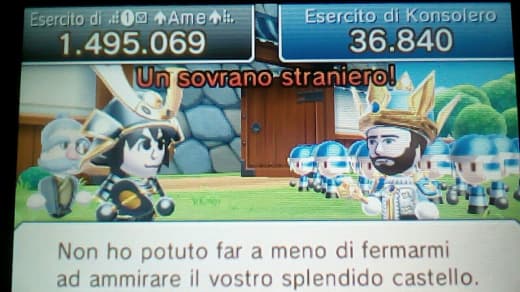 Esercito di ⬆Ame⬆
1.495.069
Esercito di Konsolero
36.840
Un sovrano straniero!
Non ho potuto far a meno di fermarmi
ad ammirare il vostro splendido castello.